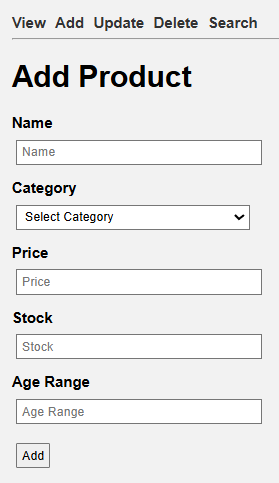 View Add Update Delete Search
Add Product
Name
Name
Category
Select Category
Price
Price
Stock
Stock
Age Range
Age Range
Add